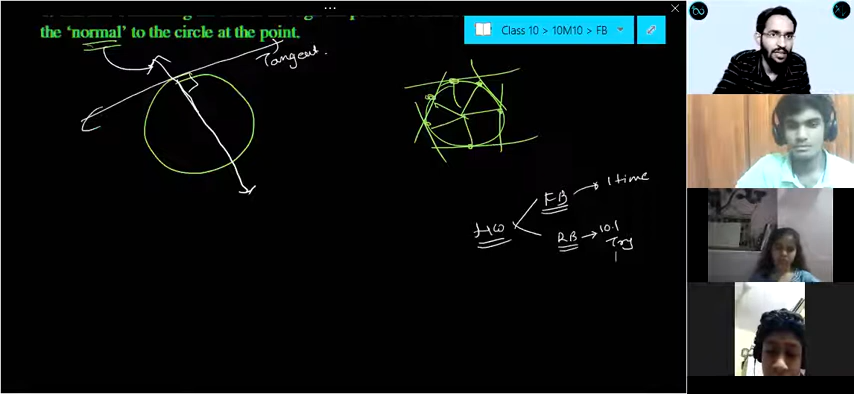 the 'normal' to the circle at the point.
Class 10 > 10M10 > FB
Tangent.
HW
FB
1 time
RB
10.1
Try